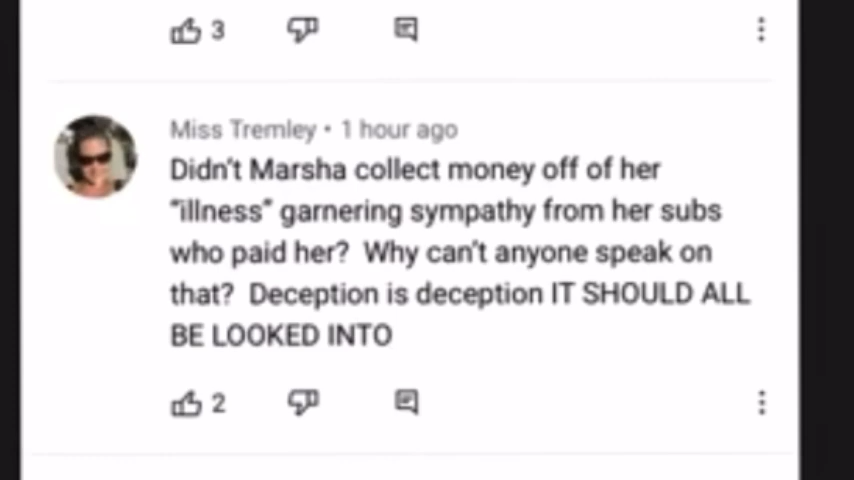 3
Miss Tremley • 1 hour ago
Didn't Marsha collect money off of her
“illness” garnering sympathy from her subs
who paid her?  Why can't anyone speak on
that?  Deception is deception IT SHOULD ALL
BE LOOKED INTO
2